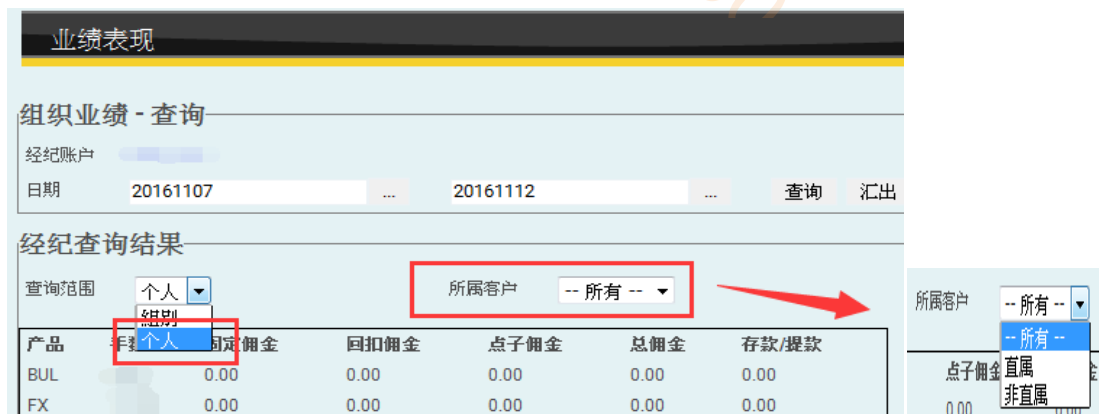 业绩表现
组织业绩 - 查询
经纪账户
日期 20161107 ... 20161112 ... 查询 汇出
经纪查询结果
查询范围 个人 所属客户 -- 所有 --
組别
个人
产品 手 固定佣金 回扣佣金 点子佣金 总佣金 存款/提款
BUL 0.00 0.00 0.00 0.00 0.00
FX 0.00 0.00 0.00 0.00 0.00
所属客户 -- 所有 --
-- 所有 --
点子佣金 直属 金
0.00 非直属 0.00